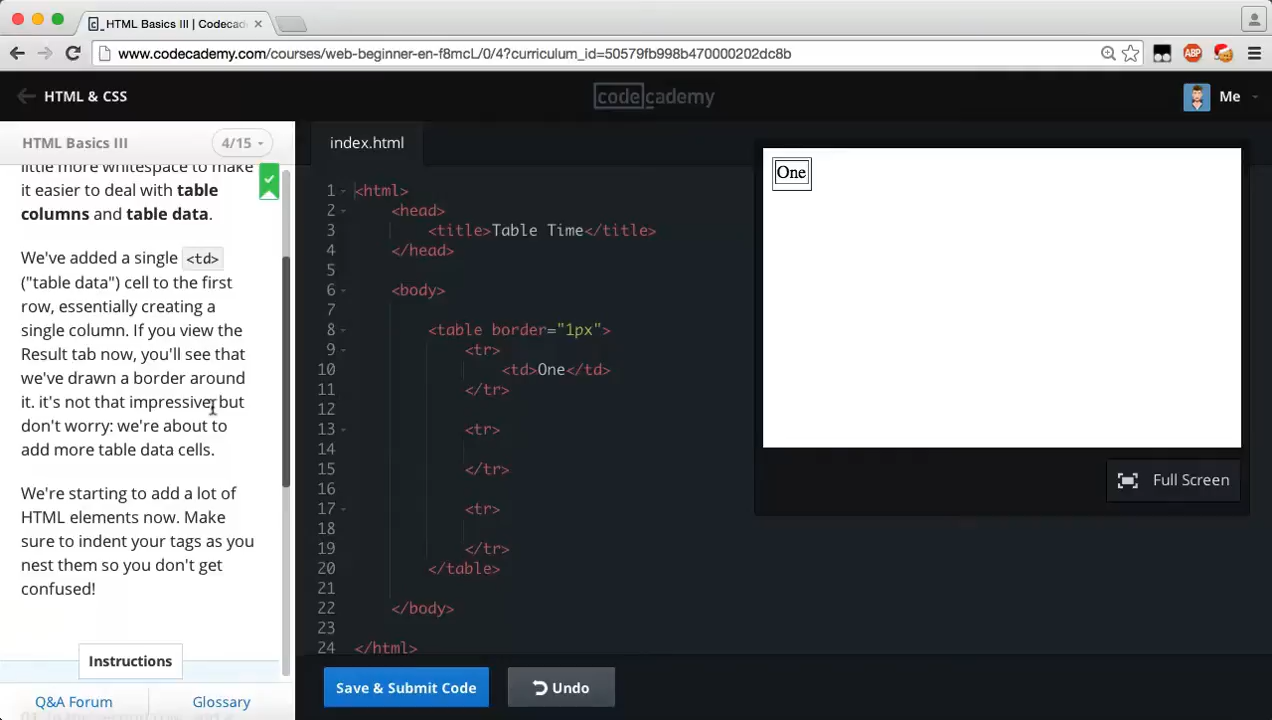 HTML Basics III | Codecad
www.codecademy.com/courses/web-beginner-en-f8mcL/0/4?curriculum_id=50579fb998b470000202dc8b
ABP
HTML & CSS
codecademy
Me
HTML Basics III
4/15
index.html
little more whitespace to make
it easier to deal with table
columns and table data.
We've added a single <td>
("table data") cell to the first
row, essentially creating a
single column. If you view the
Result tab now, you'll see that
we've drawn a border around
it. it's not that impressive, but
don't worry: we're about to
add more table data cells.
We're starting to add a lot of
HTML elements now. Make
sure to indent your tags as you
nest them so you don't get
confused!
Instructions
Q&A Forum
Glossary
1 <html>
2 <head>
3 <title>Table Time</title>
4 </head>
5
6 <body>
7
8 <table border="1px">
9 <tr>
10 <td>One</td>
11 </tr>
12
13 <tr>
14
15 </tr>
16
17 <tr>
18
19 </tr>
20 </table>
21
22 </body>
23
24 </html>
One
Full Screen
Save & Submit Code
Undo